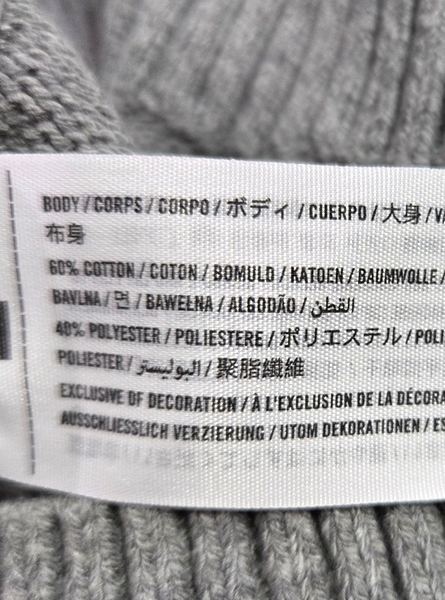 BODY / CORPS / CORPO / ボディ / CUERPO / 大身 /
布身
60% COTTON / COTON / BOMULD / KATOEN / BAUMWOLLE /
BAVLNA / 면 / BAWEŁNA / ALGODÃO / القطن
40% POLYESTER / POLIESTERE / ポリエステル /
POLIESTER / البوليستر / 聚脂纖維
EXCLUSIVE OF DECORATION / À L'EXCLUSION DE LA
AUSSCHLIESSLICH VERZIERUNG / UTOM DEKORATIONEN /